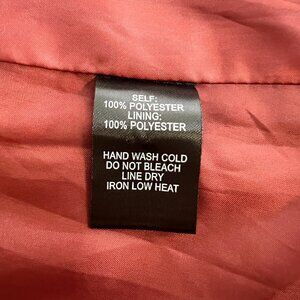 SELF:
100% POLYESTER
LINING:
100% POLYESTER
HAND WASH COLD
DO NOT BLEACH
LINE DRY
IRON LOW HEAT